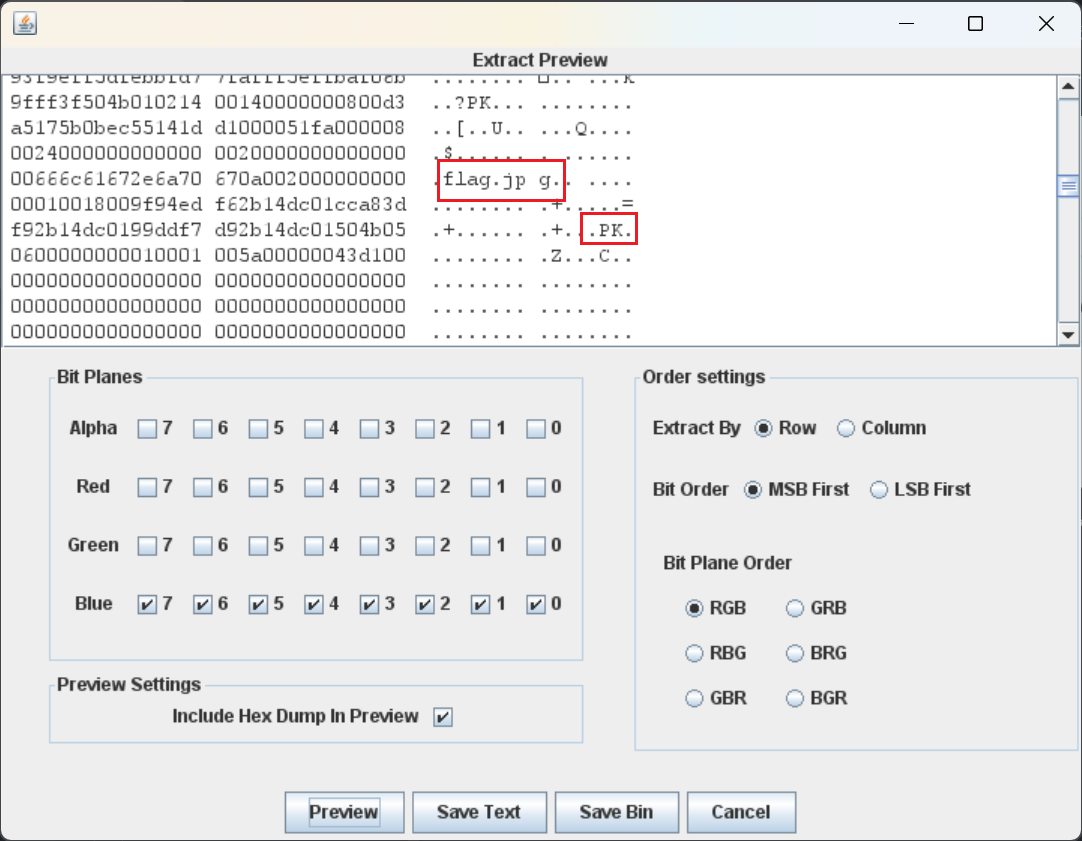 Extract Preview
9fff3f504b010214 00140000000800d3 ..?PK... ........
a5175b0bec55141d d1000051fa000008 ..[..U.. ...Q....
0024000000000000 0020000000000000 .$...... . ......
00666c61672e6a70 670a002000000000 .flag.jp g.. ....
00010018009f94ed f62b14dc01cca83d ........ .+.....=
f92b14dc0199ddf7 d92b14dc01504b05 .+...... .+...PK.
0600000000010001 005a00000043d100 ........ .Z...C..
0000000000000000 0000000000000000 ........ ........
0000000000000000 0000000000000000 ........ ........
0000000000000000 0000000000000000 ........ ........
Bit Planes
Alpha 7 6 5 4 3 2 1 0
Red 7 6 5 4 3 2 1 0
Green 7 6 5 4 3 2 1 0
Blue 7 6 5 4 3 2 1 0
Preview Settings
Include Hex Dump In Preview
Order settings
Extract By Row Column
Bit Order MSB First LSB First
Bit Plane Order
RGB GRB
RBG BRG
GBR BGR
Preview Save Text Save Bin Cancel